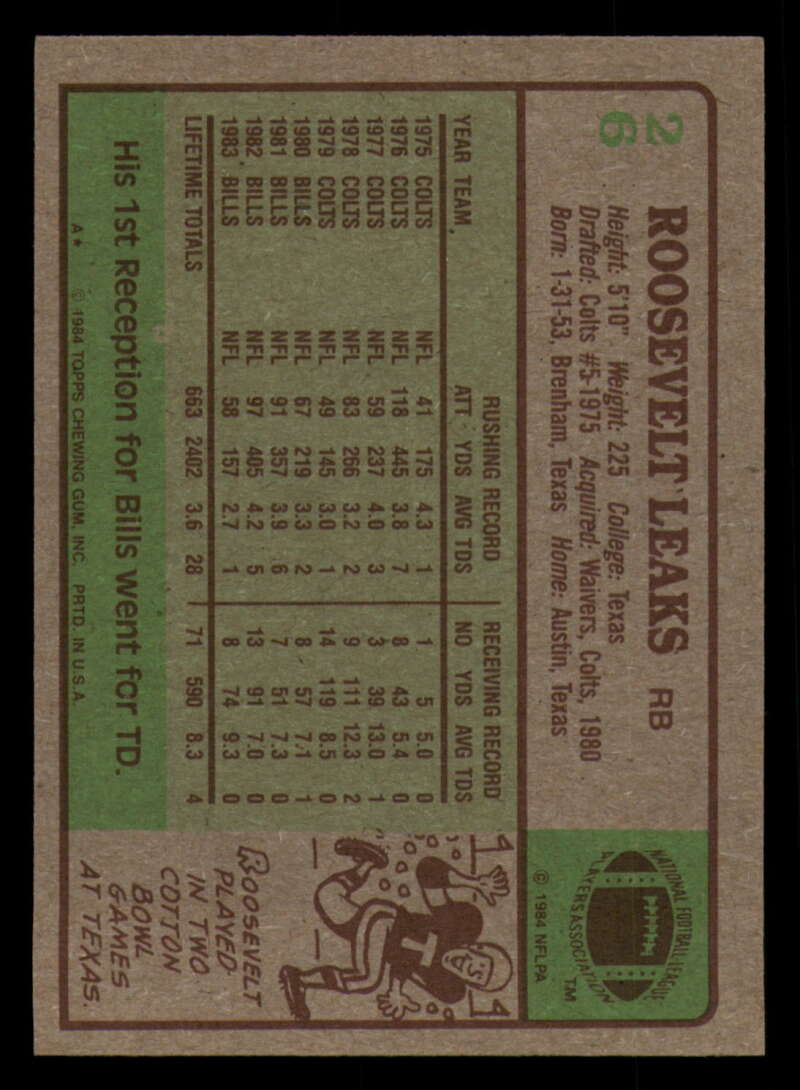 26
ROOSEVELT LEAKS RB
Height: 5'10" Weight: 225 College: Texas
Drafted: Colts #5-1975 Acquired: Waivers, Colts, 1980
Born: 1-31-53, Brenham, Texas Home: Austin, Texas
NATIONAL FOOTBALL LEAGUE
PLAYERS ASSOCIATION
TM
© 1984 NFLPA
RUSHING RECORD RECEIVING RECORD
YEAR TEAM ATT YDS AVG TDS NO YDS AVG TDS
1975 COLTS NFL 41 175 4.3 1 1 5 5.0 0
1976 COLTS NFL 118 445 3.8 7 8 43 5.4 0
1977 COLTS NFL 59 237 4.0 3 3 39 13.0 1
1978 COLTS NFL 83 266 3.2 2 9 111 12.3 2
1979 COLTS NFL 49 145 3.0 1 14 119 8.5 0
1980 BILLS NFL 67 219 3.3 2 8 57 7.1 1
1981 BILLS NFL 91 357 3.9 6 7 51 7.3 0
1982 BILLS NFL 97 405 4.2 5 13 91 7.0 0
1983 BILLS NFL 58 157 2.7 1 8 74 9.3 0
LIFETIME TOTALS 663 2402 3.6 28 71 590 8.3 4
His 1st Reception for Bills went for TD.
A* © 1984 TOPPS CHEWING GUM, INC. PRTD. IN U.S.A.
T
ROOSEVELT
PLAYED
IN TWO
COTTON
BOWL
GAMES
AT TEXAS.